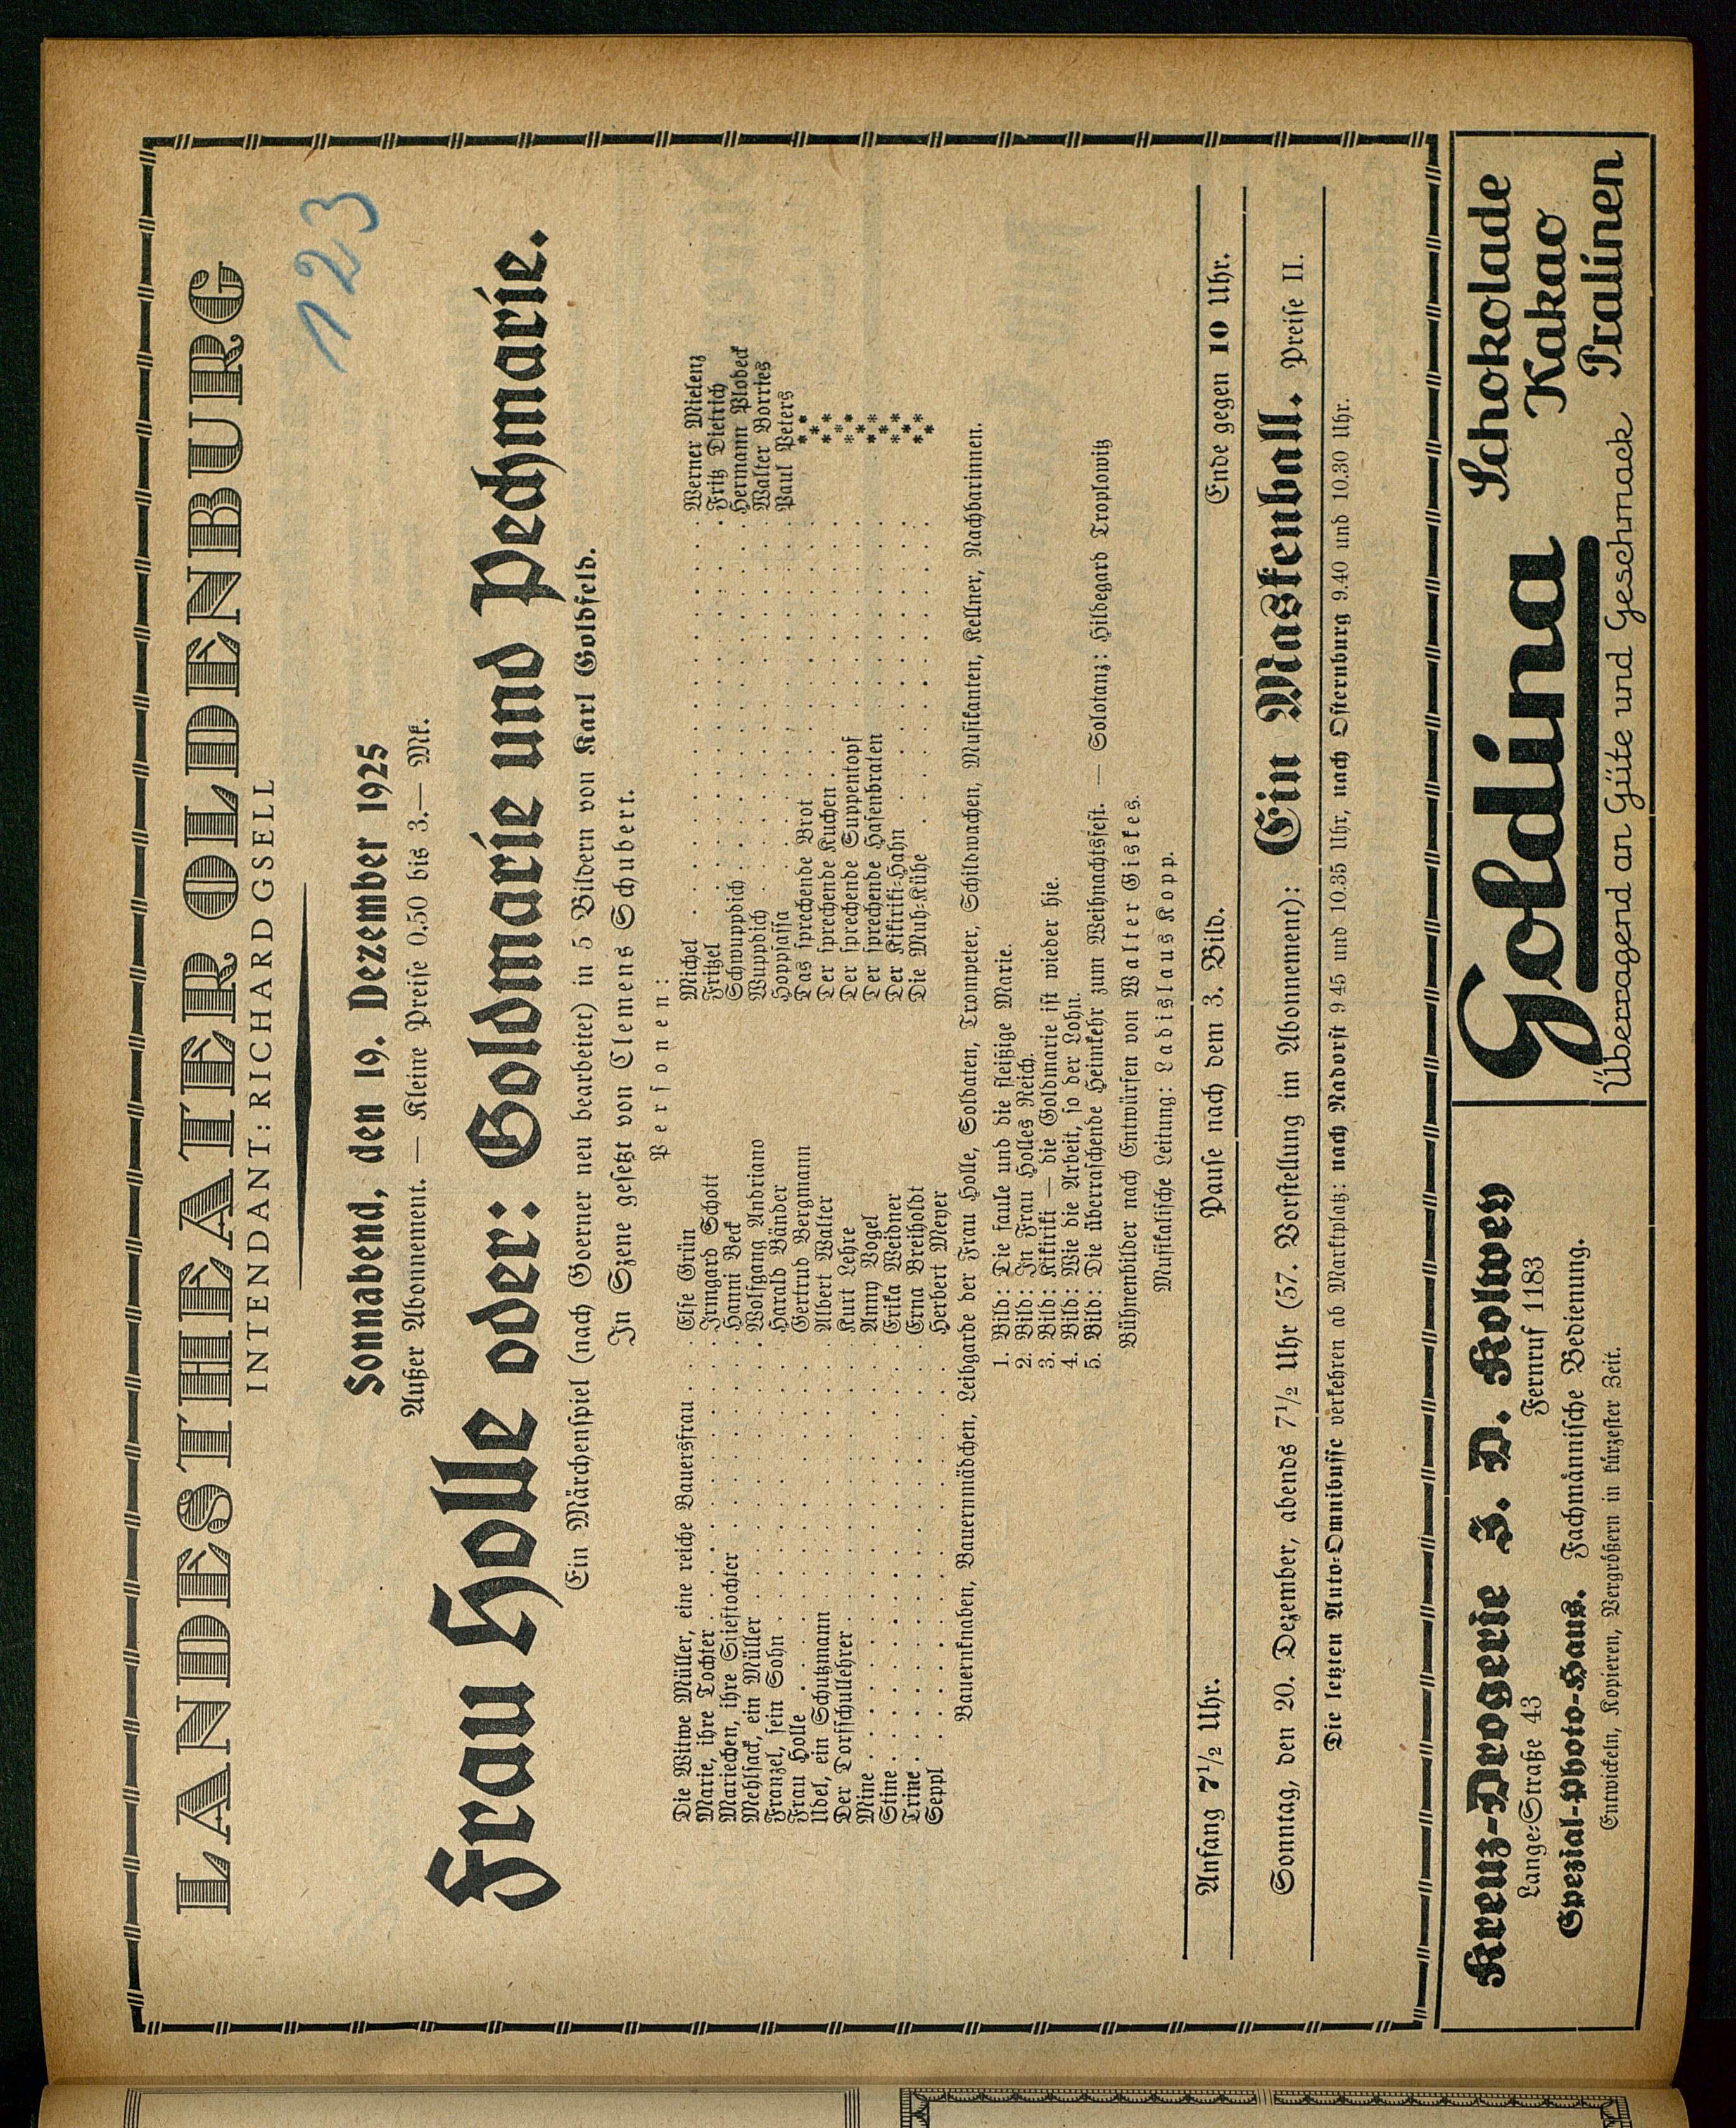 LANDESTHEATER OLDENBURG
INTENDANT: RICHARD GSELL
123
Sonnabend, den 19. Dezember 1925
Außer Abonnement. — Kleine Preise 0.50 bis 3.— Mk.
Frau Holle oder: Goldmarie und Pechmarie.
Ein Märchenspiel (nach Goerner neu bearbeitet) in 5 Bildern von Karl Goldfeld.
In Szene gesetzt von Clemens Schubert.
Personen:
Die Witwe Müller, eine reiche Bauersfrau . . . Else Grün
Marie, ihre Tochter . . . Irmgard Schott
Mariechen, ihre Stieftochter . . . Hanni Beck
Mehlsack, ein Müller . . . Wolfgang Andriano
Franzel, sein Sohn . . . Harald Bänder
Frau Holle . . . Gertrud Bergmann
Udel, ein Schutzmann . . . Albert Walter
Der Dorfschullehrer . . . Kurt Lehre
Mine . . . Anny Vogel
Stine . . . Erika Weidner
Trine . . . Erna Breiholdt
Seppl . . . Herbert Meyer
Michel . . . Werner Mielenz
Fritzel . . . Fritz Dietrich
Schwuppdich . . . Hermann Plodeck
Wuppdich . . . Walter Borries
Hoppsassa . . . Paul Peters
Das sprechende Brot . . . * * *
Der sprechende Kuchen . . . * * *
Der sprechende Suppentopf . . . * * *
Der sprechende Hasenbraten . . . * * *
Der Kikiriki-Hahn . . . * * *
Die Muh-Kühe . . . * * *
Bauernknaben, Bauernmädchen, Leibgarde der Frau Holle, Soldaten, Trompeter, Schildwachen, Musikanten, Kellner, Nachbarinnen.
1. Bild: Die faule und die fleißige Marie.
2. Bild: In Frau Holles Reich.
3. Bild: Kikiriki — die Goldmarie ist wieder hie.
4. Bild: Wie die Arbeit, so der Lohn.
5. Bild: Die überraschende Heimkehr zum Weihnachtsfest. — Solotanz: Hildegard Troplowitz
Bühnenbilder nach Entwürfen von Walter Giskes.
Musikalische Leitung: Ladislaus Kopp.
Anfang 7½ Uhr. Pause nach dem 3. Bild. Ende gegen 10 Uhr.
Sonntag, den 20. Dezember, abends 7½ Uhr (57. Vorstellung im Abonnement): Ein Maskenball. Preise II.
Die letzten Auto-Omnibusse verkehren ab Marktplatz: nach Nadorst 9 45 und 10.35 Uhr, nach Osternburg 9.40 und 10.30 Uhr.
Kreuz-Drogerie J. D. Kolwey
Lange-Straße 43 Fernruf 1183
Spezial-Photo-Haus. Fachmännische Bedienung.
Entwickeln, Kopieren, Vergrößern in kürzester Zeit.
Goldina
Schokolade
Kakao
Pralinen
Überragend an Güte und Geschmack